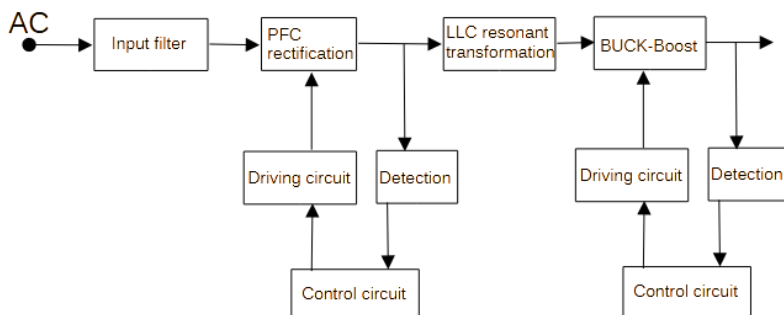 AC
Input filter
PFC
rectification
LLC resonant
transformation
BUCK-Boost
Driving circuit
Detection
Driving circuit
Detection
Control circuit
Control circuit